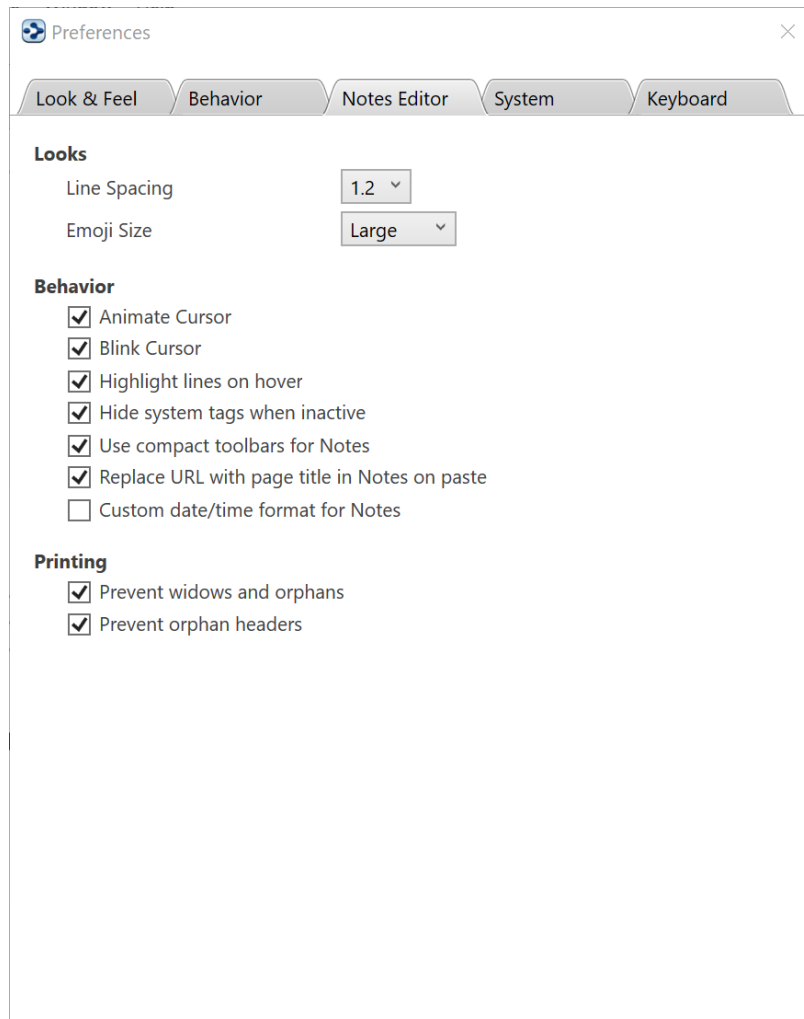 Preferences
Look & Feel Behavior Notes Editor System Keyboard
Looks
Line Spacing 1.2
Emoji Size Large
Behavior
Animate Cursor
Blink Cursor
Highlight lines on hover
Hide system tags when inactive
Use compact toolbars for Notes
Replace URL with page title in Notes on paste
Custom date/time format for Notes
Printing
Prevent widows and orphans
Prevent orphan headers